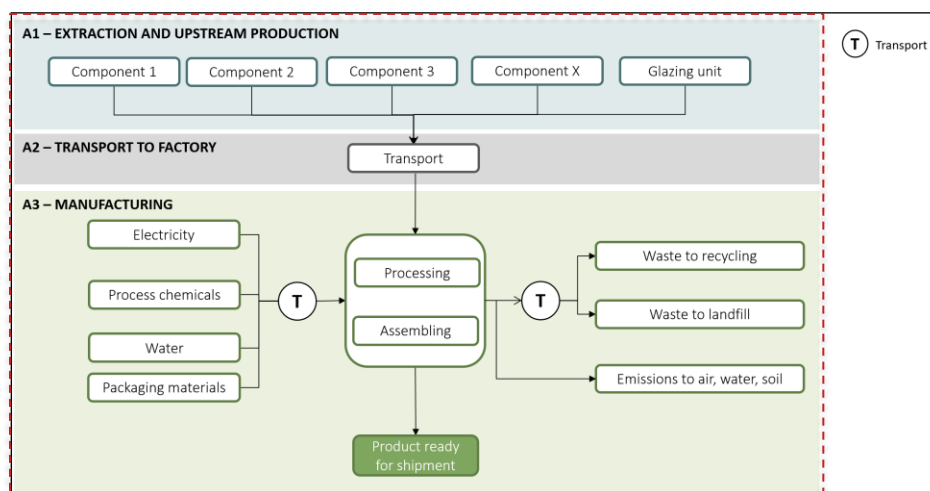 A1 – EXTRACTION AND UPSTREAM PRODUCTION
T Transport
Component 1
Component 2
Component 3
Component X
Glazing unit
A2 – TRANSPORT TO FACTORY
Transport
A3 – MANUFACTURING
Electricity
Process chemicals
Water
Packaging materials
T
Processing
Assembling
T
Waste to recycling
Waste to landfill
Emissions to air, water, soil
Product ready
for shipment